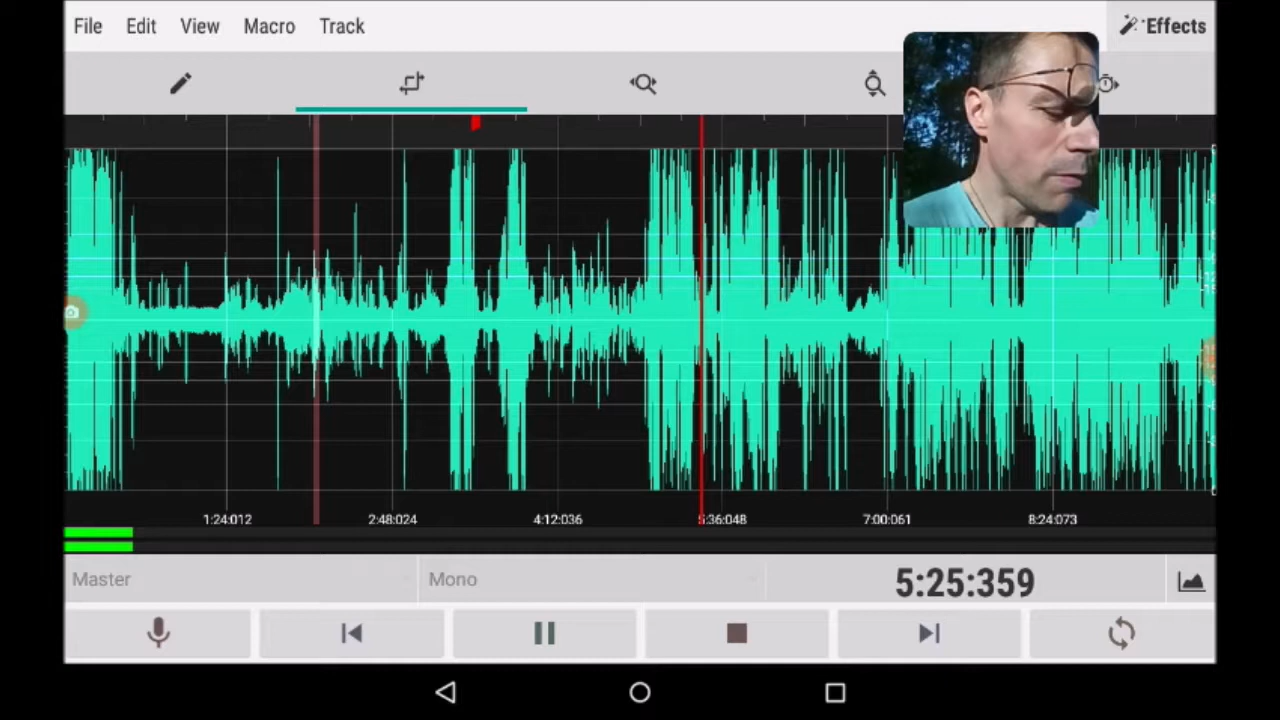 File Edit View Macro Track Effects
1:24:012 2:48:024 4:12:036 5:36:048 7:00:061 8:24:073
Master Mono 5:25:359